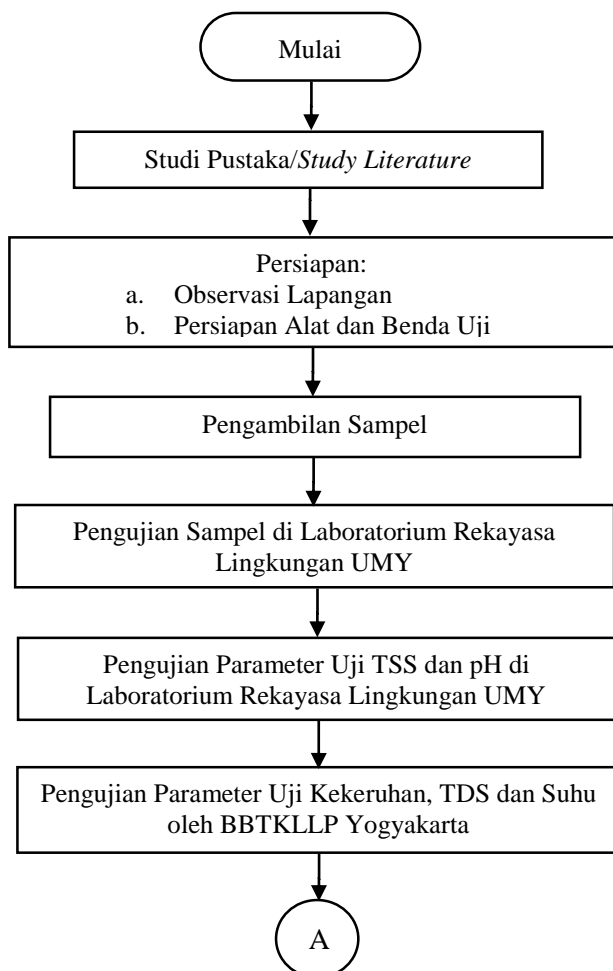 Mulai
Studi Pustaka/Study Literature
Persiapan:
a. Observasi Lapangan
b. Persiapan Alat dan Benda Uji
Pengambilan Sampel
Pengujian Sampel di Laboratorium Rekayasa
Lingkungan UMY
Pengujian Parameter Uji TSS dan pH di
Laboratorium Rekayasa Lingkungan UMY
Pengujian Parameter Uji Kekeruhan, TDS dan Suhu
oleh BBTKLLP Yogyakarta
A